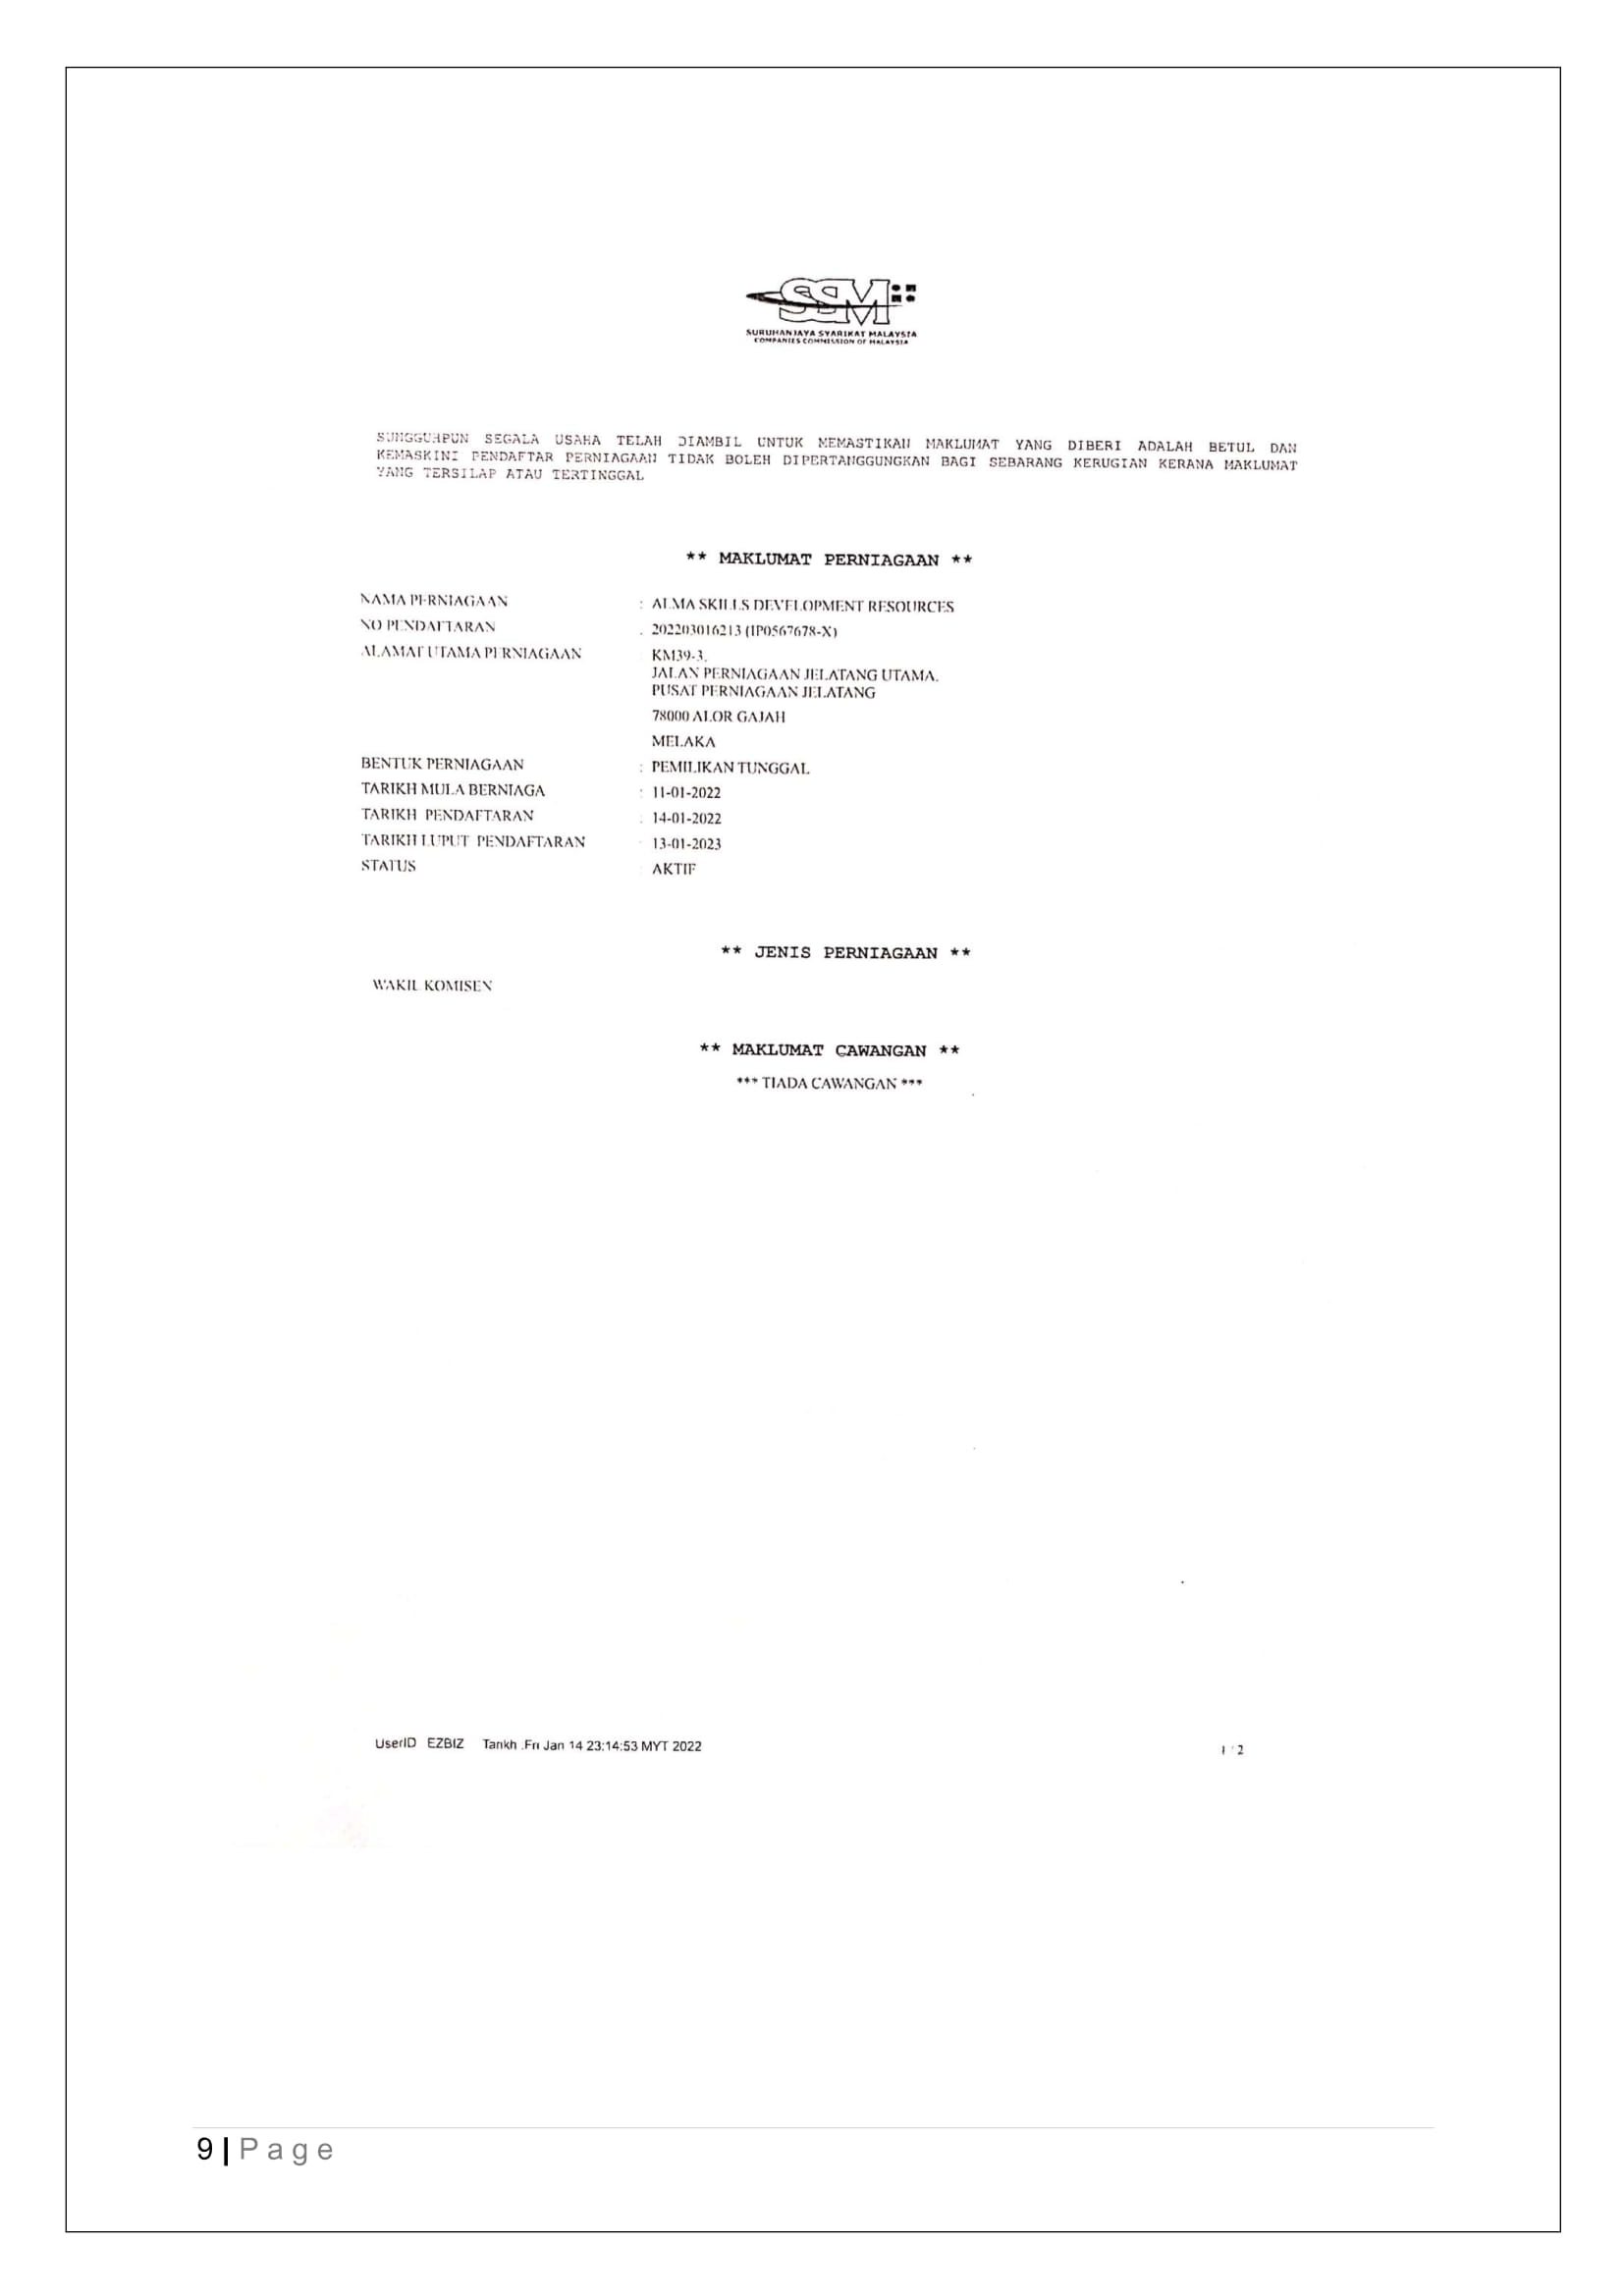 SSM
SURUHANJAYA SYARIKAT MALAYSIA
COMPANIES COMMISSION OF MALAYSIA
SUNGGUHPUN SEGALA USAHA TELAH DIAMBIL UNTUK MEMASTIKAN MAKLUMAT YANG DIBERI ADALAH BETUL DAN
KEMASKINI PENDAFTAR PERNIAGAAN TIDAK BOLEH DIPERTANGGUNGKAN BAGI SEBARANG KERUGIAN KERANA MAKLUMAT
YANG TERSILAP ATAU TERTINGGAL
** MAKLUMAT PERNIAGAAN **
NAMA PERNIAGAAN : ALMA SKILLS DEVELOPMENT RESOURCES
NO PENDAFTARAN : 202203016213 (IP0567678-X)
ALAMAT UTAMA PERNIAGAAN KM39-3,
JALAN PERNIAGAAN JELATANG UTAMA,
PUSAT PERNIAGAAN JELATANG
78000 ALOR GAJAH
MELAKA
BENTUK PERNIAGAAN : PEMILIKAN TUNGGAL
TARIKH MULA BERNIAGA : 11-01-2022
TARIKH PENDAFTARAN : 14-01-2022
TARIKH LUPUT PENDAFTARAN : 13-01-2023
STATUS : AKTIF
** JENIS PERNIAGAAN **
WAKIL KOMISEN
** MAKLUMAT CAWANGAN **
*** TIADA CAWANGAN ***
UserID EZBIZ Tarikh :Fri Jan 14 23:14:53 MYT 2022 1 / 2
9 | Page